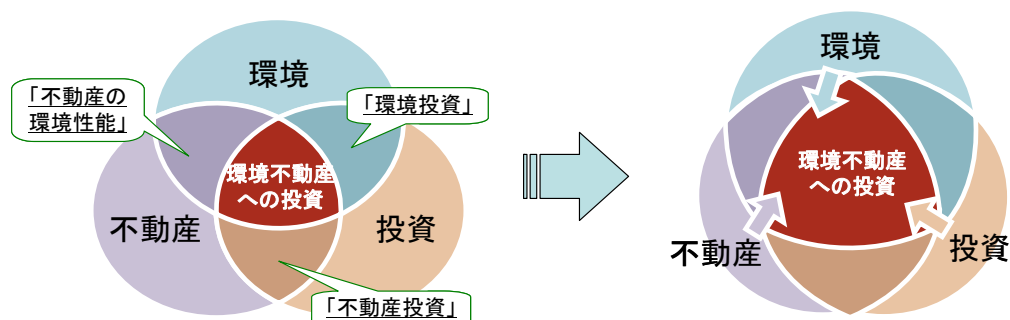 環境
「不動産の
環境性能」
「環境投資」
環境不動産
への投資
不動産
投資
「不動産投資」
環境
環境不動産
への投資
不動産
投資